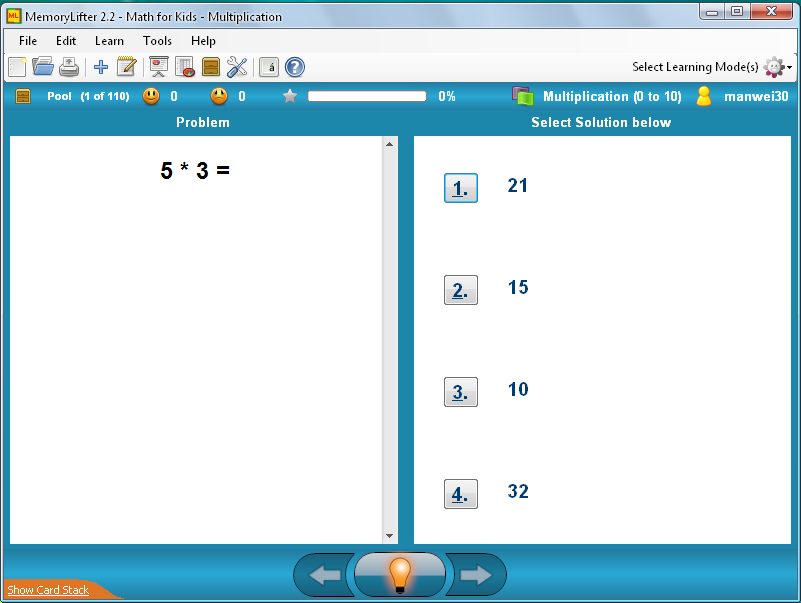 MemoryLifter 2.2 - Math for Kids - Multiplication
File Edit Learn Tools Help
á ? Select Learning Mode(s)
Pool (1 of 110) 0 0 0% Multiplication (0 to 10) manwei30
Problem
Select Solution below
5 * 3 =
1. 21
2. 15
3. 10
4. 32
Show Card Stack